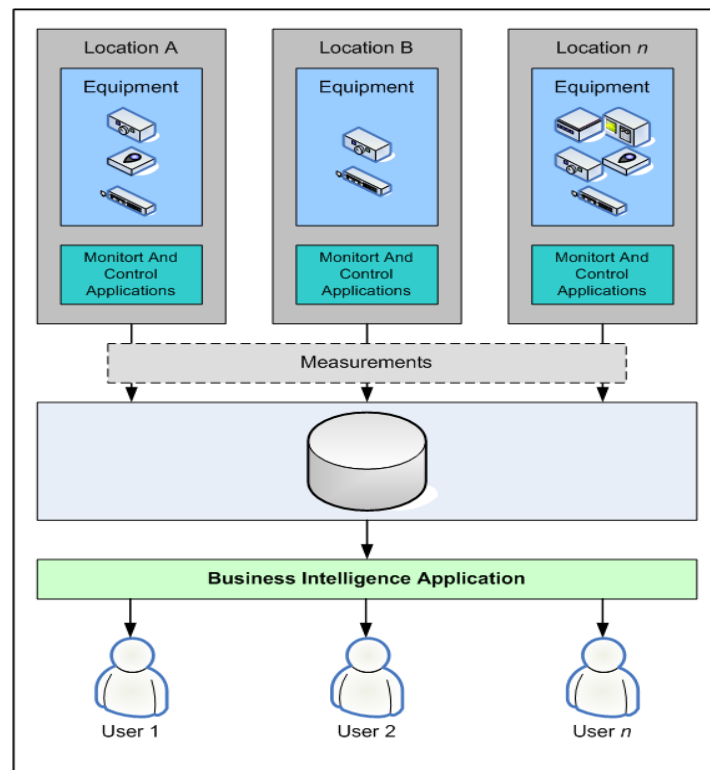 Location A
Location B
Location n
Equipment
Equipment
Equipment
Monitort And
Control
Applications
Monitort And
Control
Applications
Monitort And
Control
Applications
Measurements
Business Intelligence Application
User 1
User 2
User n